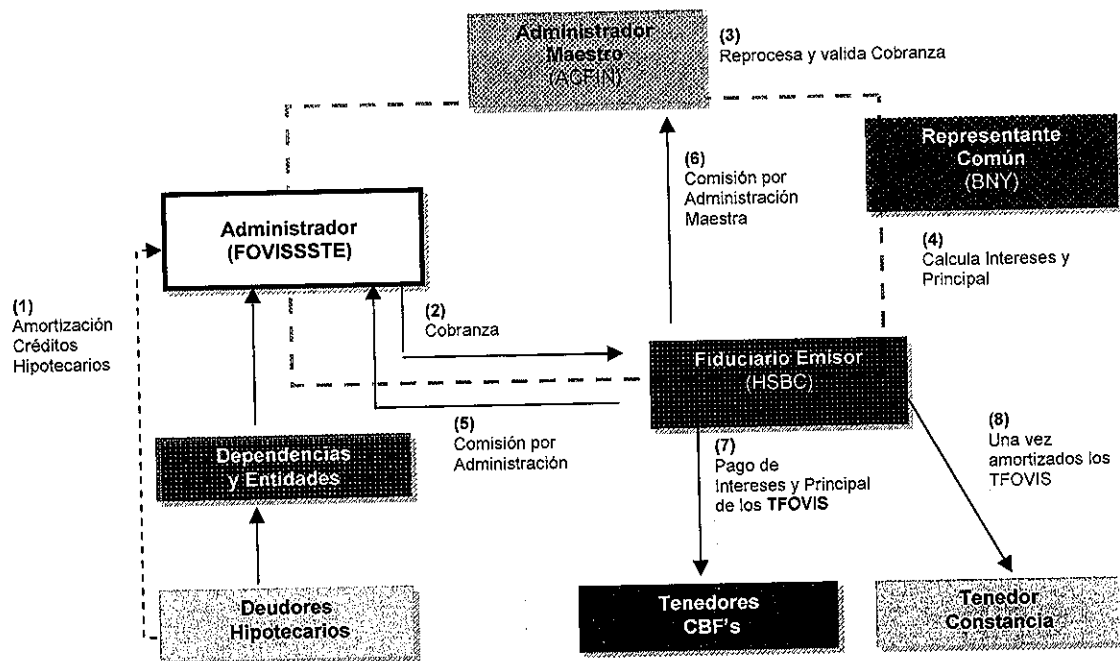 Administrador
Maestro
(ACFIN)
(3)
Reprocesa y valida Cobranza
Representante
Común
(BNY)
(6)
Comisión por
Administración
Maestra
Administrador
(FOVISSSTE)
(4)
Calcula Intereses y
Principal
(1)
Amortización
Créditos
Hipotecarios
(2)
Cobranza
Fiduciario Emisor
(HSBC)
(5)
Comisión por
Administración
(7)
Pago de
Intereses y Principal
de los TFOVIS
(8)
Una vez
amortizados los
TFOVIS
Dependencias
y Entidades
Deudores
Hipotecarios
Tenedores
CBF's
Tenedor
Constancia